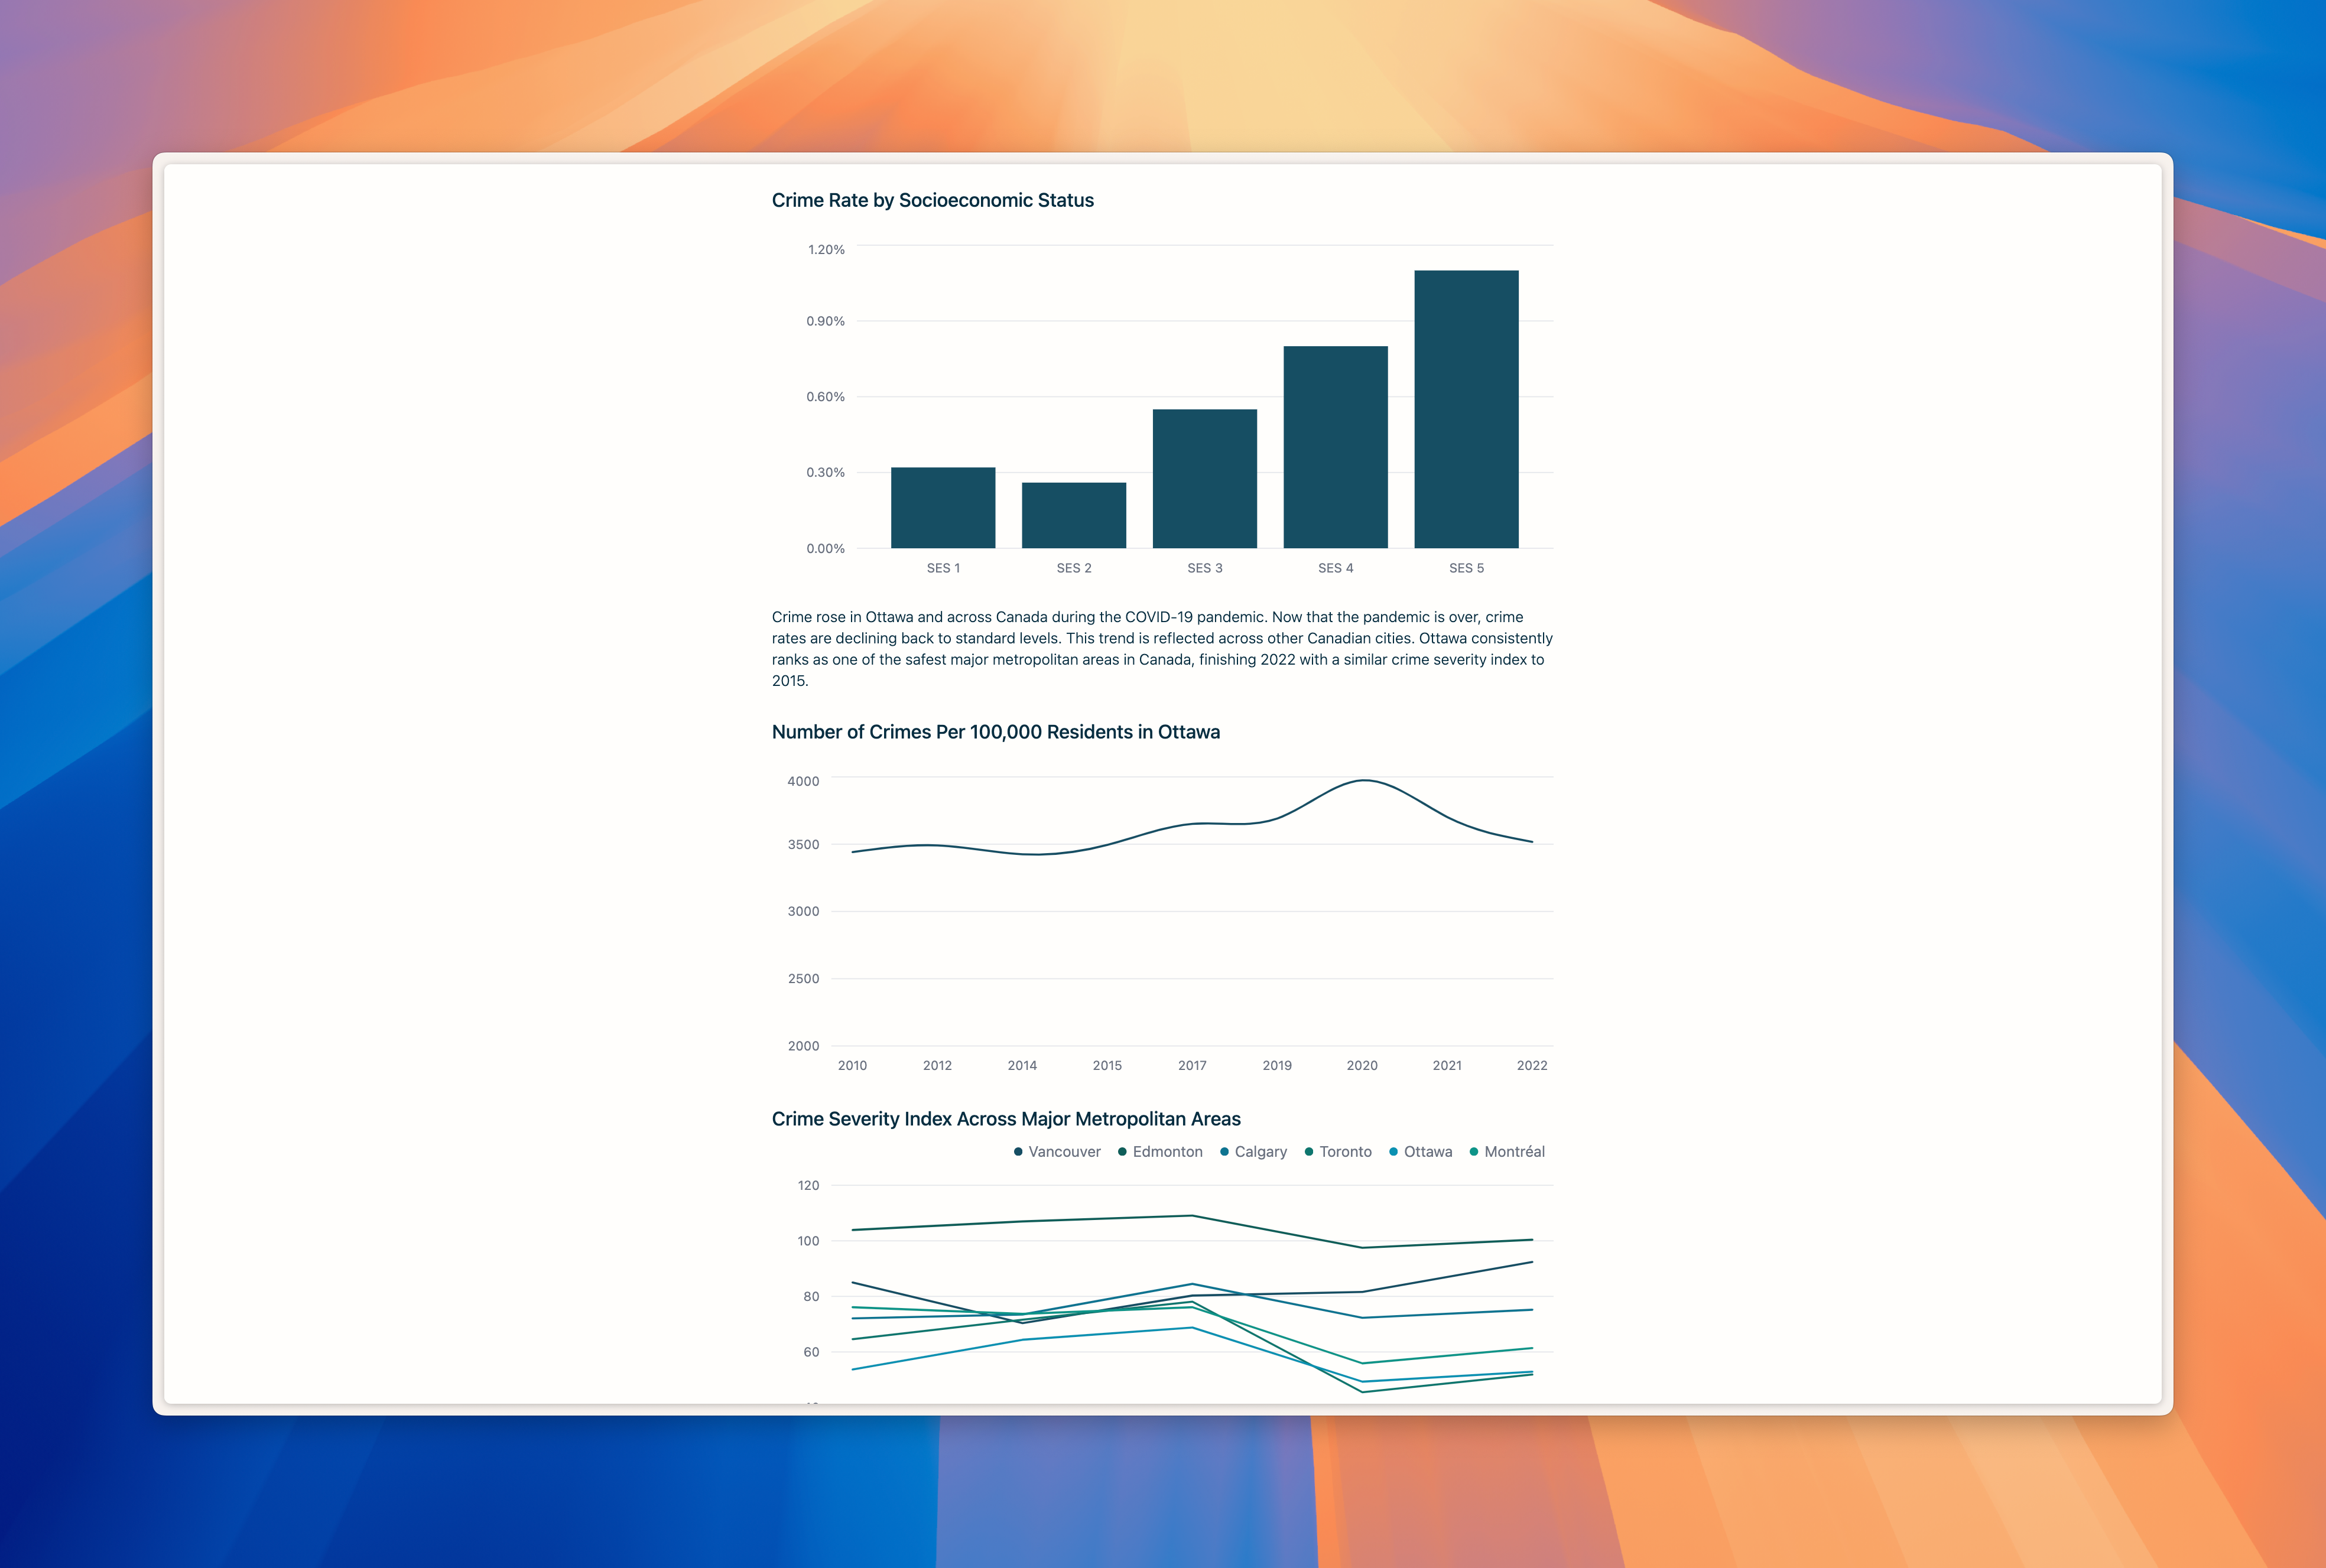 Crime Rate by Socioeconomic Status
1.20%
0.90%
0.60%
0.30%
0.00%
SES 1 SES 2 SES 3 SES 4 SES 5
Crime rose in Ottawa and across Canada during the COVID-19 pandemic. Now that the pandemic is over, crime
rates are declining back to standard levels. This trend is reflected across other Canadian cities. Ottawa consistently
ranks as one of the safest major metropolitan areas in Canada, finishing 2022 with a similar crime severity index to
2015.
Number of Crimes Per 100,000 Residents in Ottawa
4000
3500
3000
2500
2000
2010 2012 2014 2015 2017 2019 2020 2021 2022
Crime Severity Index Across Major Metropolitan Areas
Vancouver Edmonton Calgary Toronto Ottawa Montréal
120
100
80
60